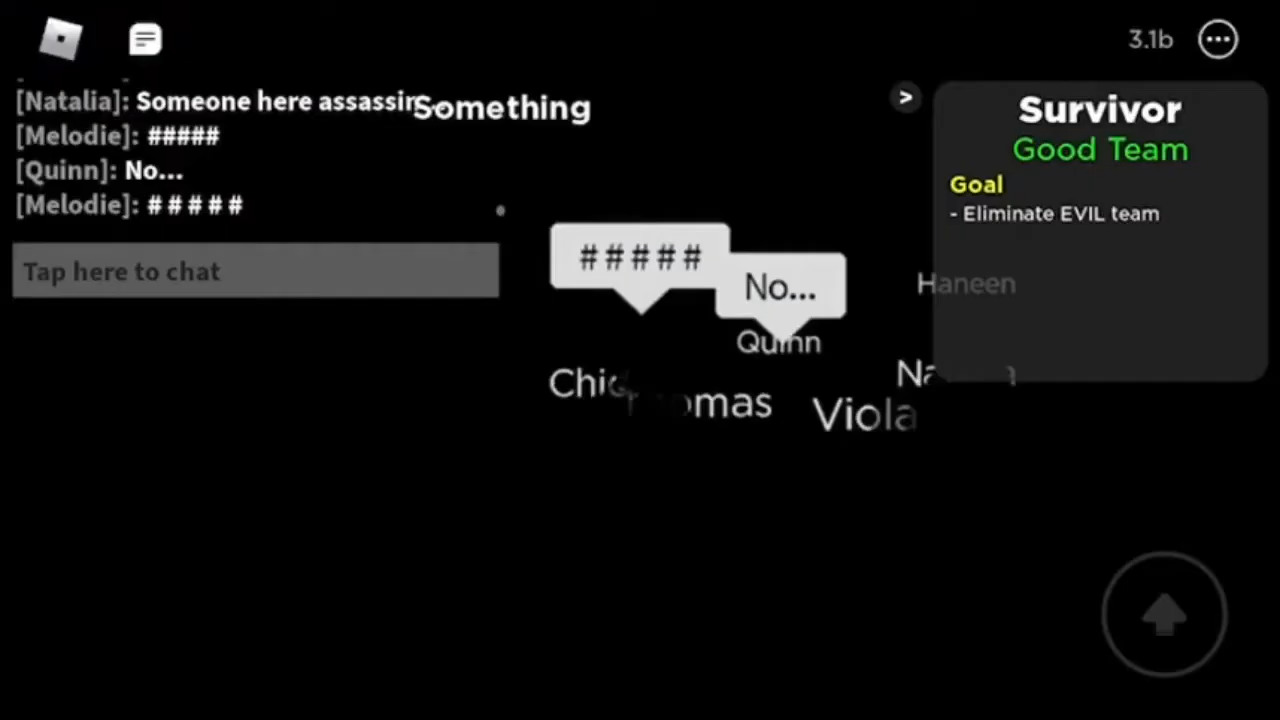 3.1b
[Natalia]: Someone here assassin
Something
[Melodie]: #####
[Quinn]: No...
[Melodie]: # # # # #
Tap here to chat
>
Survivor
Good Team
Goal
- Eliminate EVIL team
# # # # #
No...
Haneen
Quinn
Viola